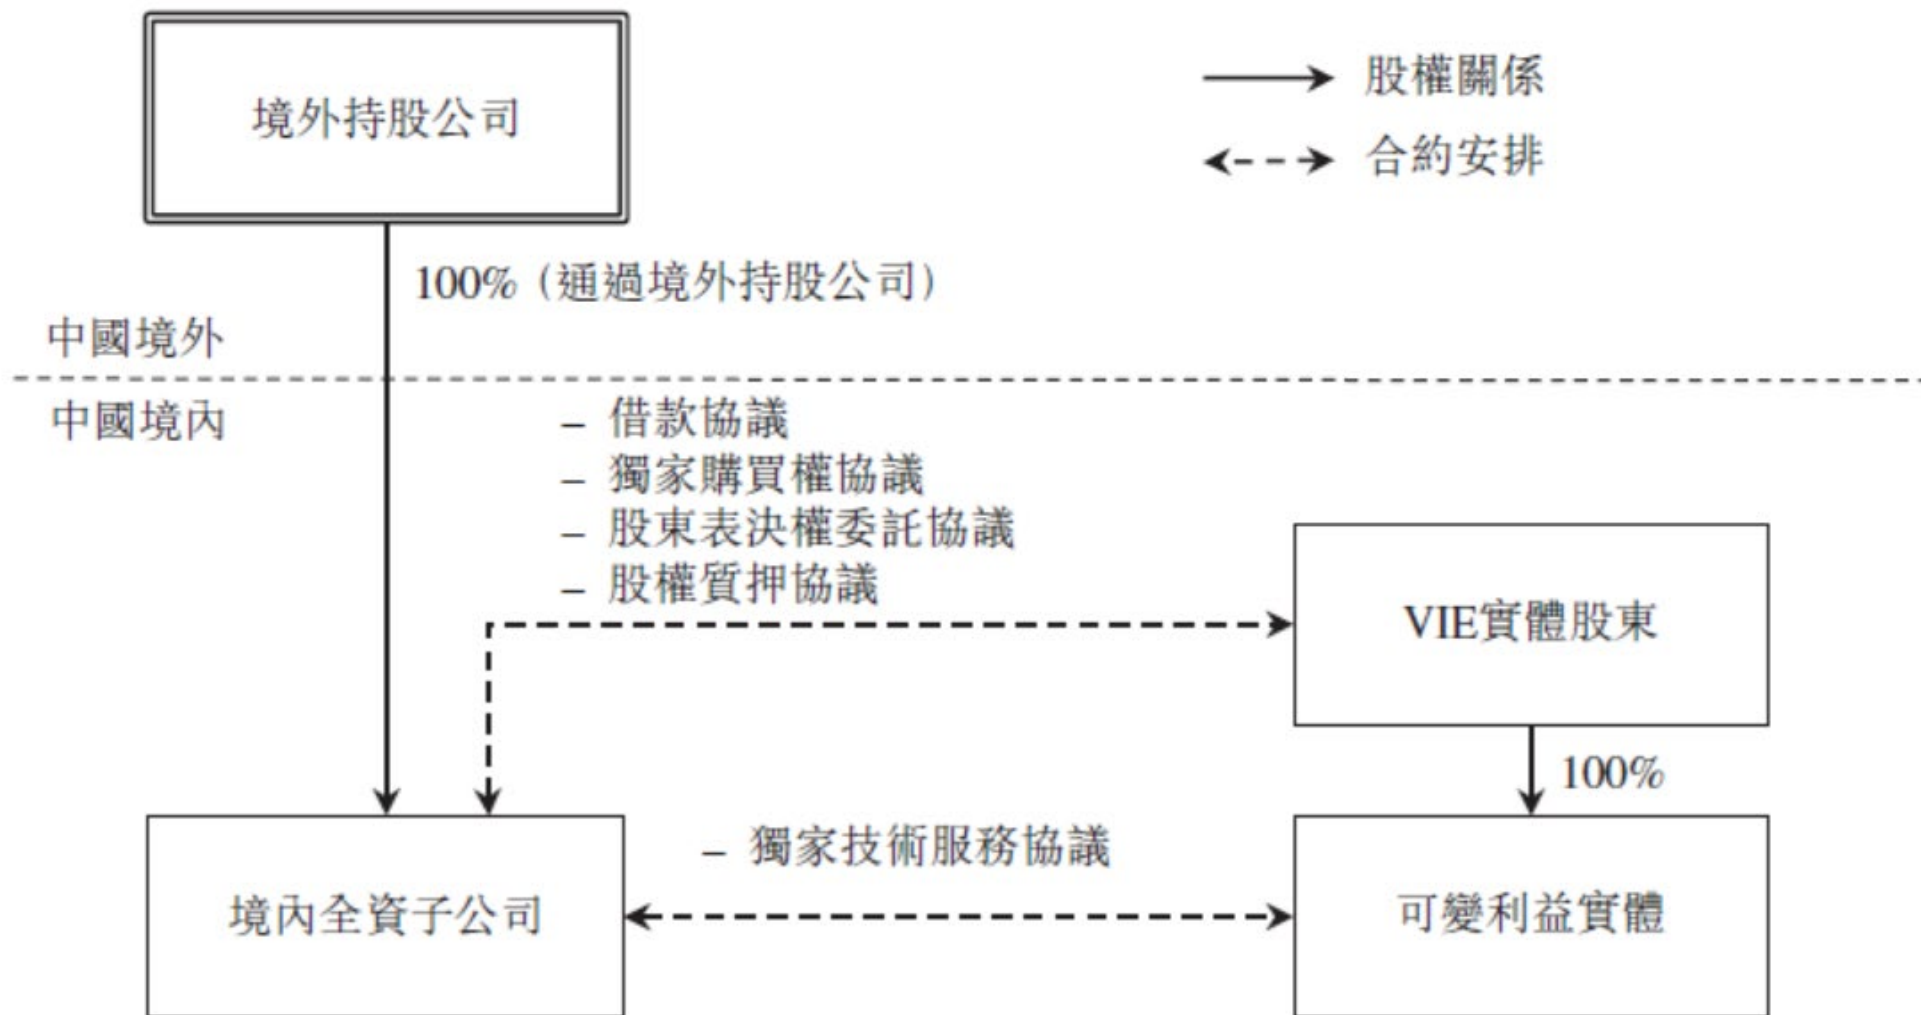 境外持股公司
股權關係
合約安排
100%（通過境外持股公司）
中國境外
中國境內
– 借款協議
– 獨家購買權協議
– 股東表決權委託協議
– 股權質押協議
VIE實體股東
100%
– 獨家技術服務協議
境內全資子公司
可變利益實體